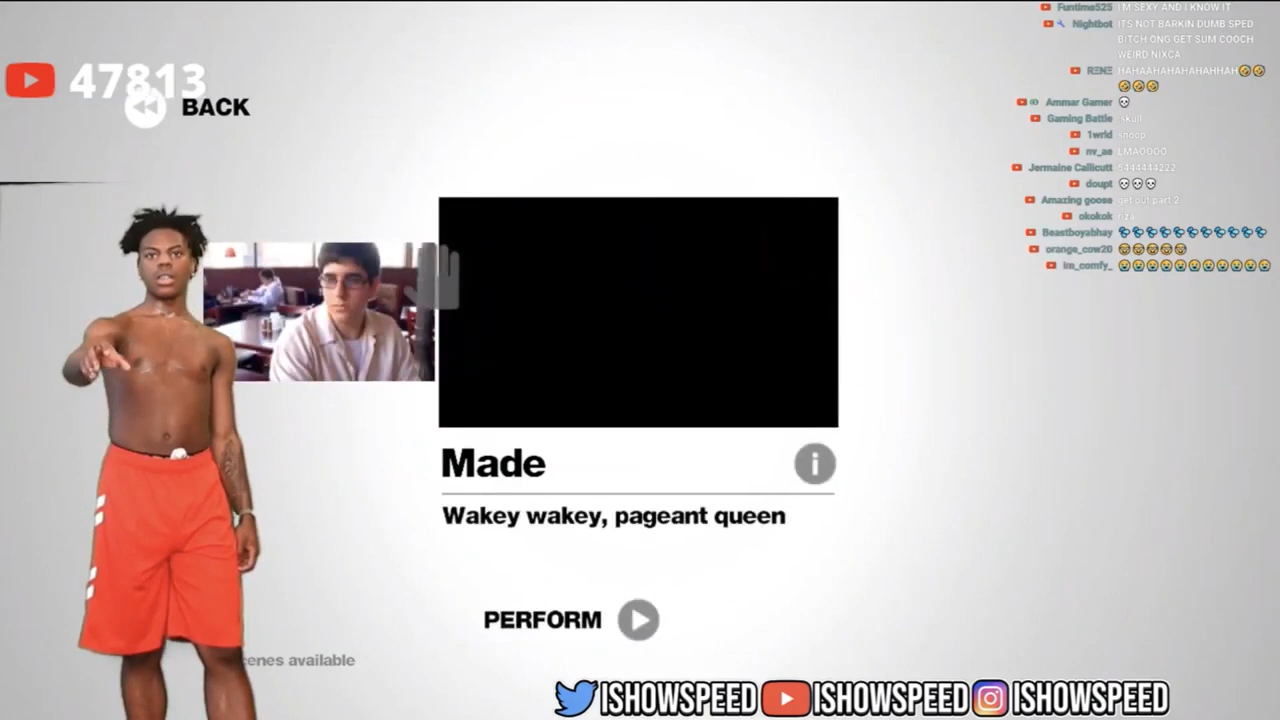 47813
BACK
Funtime525 I M SEXY AND I KNOW IT
Nightbot ITS NOT BARKIN DUMB SPED
BITCH ONG GET SUM COOCH
WEIRD NIXCA
RENE HAHAAHAHAHAHAHHAH🤣🤣
🤣🤣🤣
Ammar Gamer 💀
Gaming Battle :skull
1wrld snoop
nv_ae LMAOOOO
Jermaine Callicutt
doupt 💀💀💀
Amazing goose get out part 2
okokok
Beastboyabhay
orange_cow20
im_comfy_ 😭😭😭😭😭😭😭😭😭😭😭
Made
i
Wakey wakey, pageant queen
PERFORM
cenes available
ISHOWSPEED ISHOWSPEED ISHOWSPEED